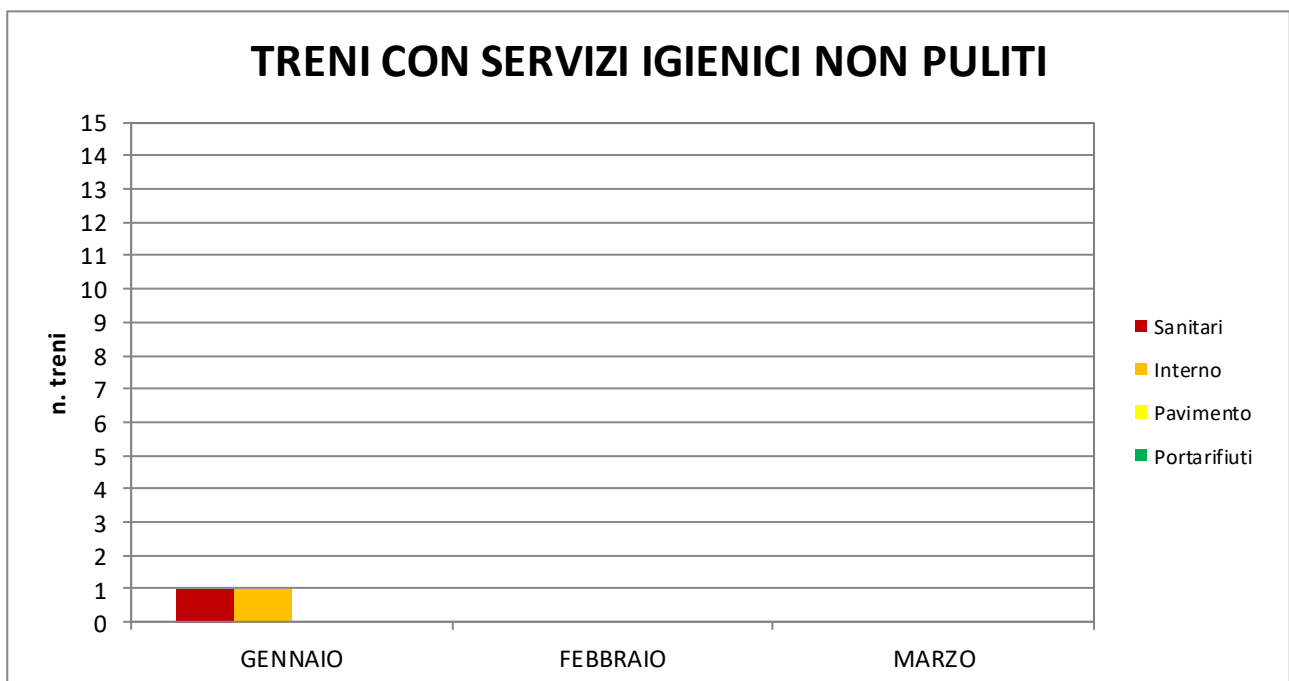 TRENI CON SERVIZI IGIENICI NON PULITI
15
14
13
12
11
10
9
8
7
6
5
4
3
2
1
0
n. treni
GENNAIO
FEBBRAIO
MARZO
Sanitari
Interno
Pavimento
Portarifiuti